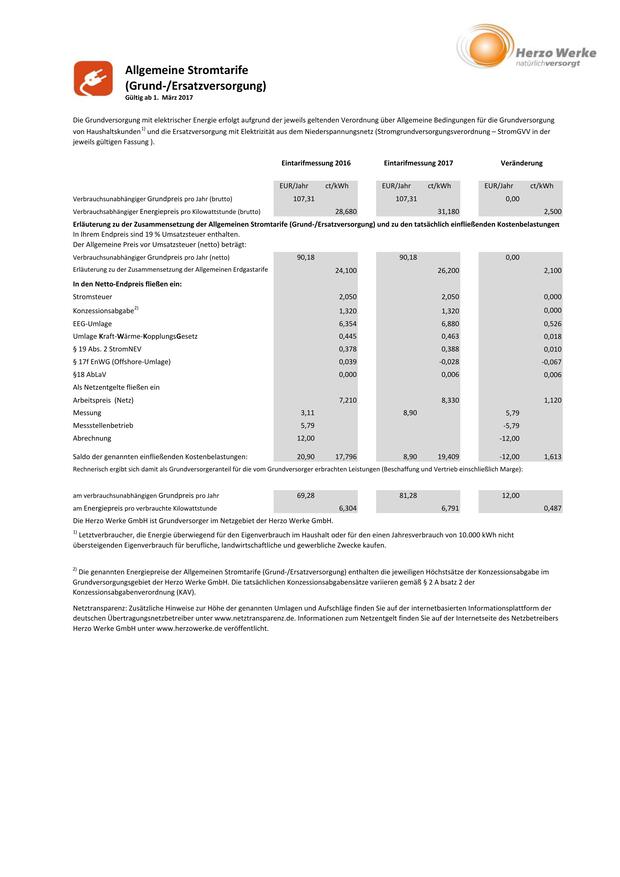 Herzo Werke
natürlichversorgt
Allgemeine Stromtarife
(Grund-/Ersatzversorgung)
Gültig ab 1. März 2017
Die Grundversorgung mit elektrischer Energie erfolgt aufgrund der jeweils geltenden Verordnung über Allgemeine Bedingungen für die Grundversorgung
von Haushaltskunden1) und die Ersatzversorgung mit Elektrizität aus dem Niederspannungsnetz (Stromgrundversorgungsverordnung – StromGVV in der
jeweils gültigen Fassung ).
Eintarifmessung 2016 Eintarifmessung 2017 Veränderung
EUR/Jahr ct/kWh EUR/Jahr ct/kWh EUR/Jahr ct/kWh
Verbrauchsunabhängiger Grundpreis pro Jahr (brutto) 107,31 107,31 0,00
Verbrauchsabhängiger Energiepreis pro Kilowattstunde (brutto) 28,680 31,180 2,500
Erläuterung zu der Zusammensetzung der Allgemeinen Stromtarife (Grund-/Ersatzversorgung) und zu den tatsächlich einfließenden Kostenbelastungen
In Ihrem Endpreis sind 19 % Umsatzsteuer enthalten.
Der Allgemeine Preis vor Umsatzsteuer (netto) beträgt:
Verbrauchsunabhängiger Grundpreis pro Jahr (netto) 90,18 90,18 0,00
Erläuterung zu der Zusammensetzung der Allgemeinen Erdgastarife 24,100 26,200 2,100
In den Netto-Endpreis fließen ein:
Stromsteuer 2,050 2,050 0,000
Konzessionsabgabe2) 1,320 1,320 0,000
EEG-Umlage 6,354 6,880 0,526
Umlage Kraft-Wärme-KopplungsGesetz 0,445 0,463 0,018
§ 19 Abs. 2 StromNEV 0,378 0,388 0,010
§ 17f EnWG (Offshore-Umlage) 0,039 -0,028 -0,067
§18 AbLaV 0,000 0,006 0,006
Als Netzentgelte fließen ein
Arbeitspreis (Netz) 7,210 8,330 1,120
Messung 3,11 8,90 5,79
Messstellenbetrieb 5,79 -5,79
Abrechnung 12,00 -12,00
Saldo der genannten einfließenden Kostenbelastungen: 20,90 17,796 8,90 19,409 -12,00 1,613
Rechnerisch ergibt sich damit als Grundversorgeranteil für die vom Grundversorger erbrachten Leistungen (Beschaffung und Vertrieb einschließlich Marge):
am verbrauchsunabhängigen Grundpreis pro Jahr 69,28 81,28 12,00
am Energiepreis pro verbrauchte Kilowattstunde 6,304 6,791 0,487
Die Herzo Werke GmbH ist Grundversorger im Netzgebiet der Herzo Werke GmbH.
1) Letztverbraucher, die Energie überwiegend für den Eigenverbrauch im Haushalt oder für den einen Jahresverbrauch von 10.000 kWh nicht
übersteigenden Eigenverbrauch für berufliche, landwirtschaftliche und gewerbliche Zwecke kaufen.
2) Die genannten Energiepreise der Allgemeinen Stromtarife (Grund-/Ersatzversorgung) enthalten die jeweiligen Höchstsätze der Konzessionsabgabe im
Grundversorgungsgebiet der Herzo Werke GmbH. Die tatsächlichen Konzessionsabgabensätze variieren gemäß § 2 A bsatz 2 der
Konzessionsabgabenverordnung (KAV).
Netztransparenz: Zusätzliche Hinweise zur Höhe der genannten Umlagen und Aufschläge finden Sie auf der internetbasierten Informationsplattform der
deutschen Übertragungsnetzbetreiber unter www.netztransparenz.de. Informationen zum Netzentgelt finden Sie auf der Internetseite des Netzbetreibers
Herzo Werke GmbH unter www.herzowerke.de veröffentlicht.